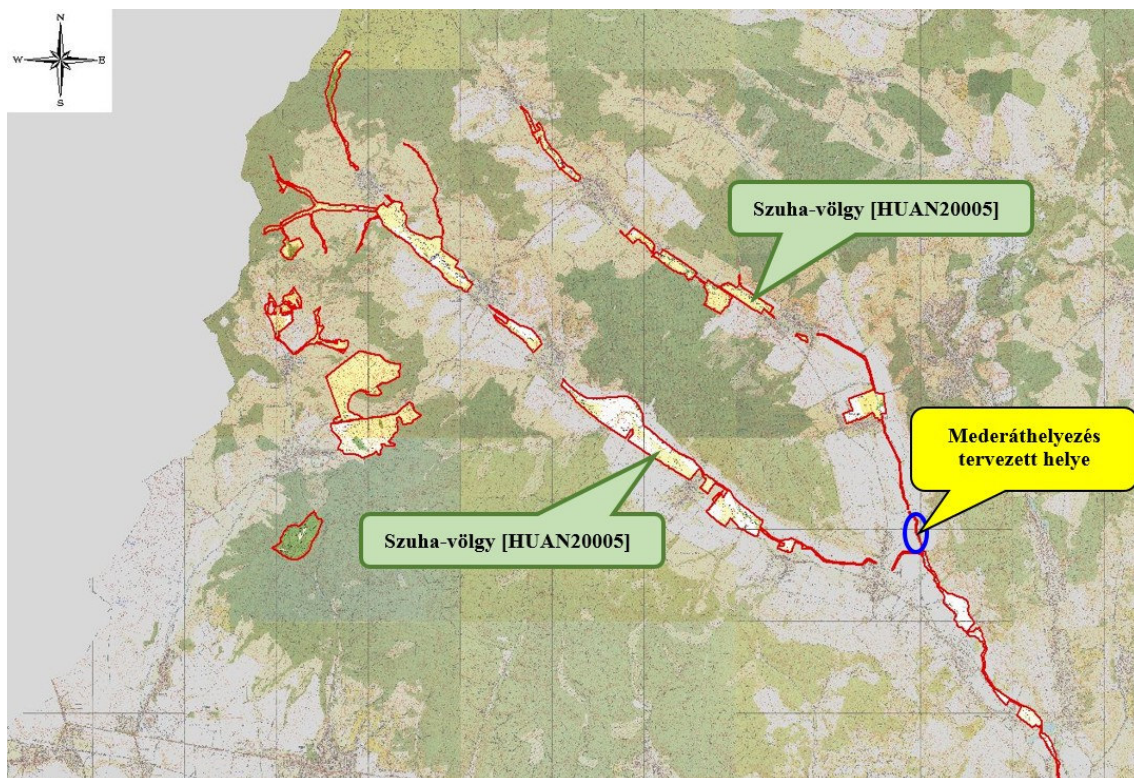 N
W E
S
Szuha-völgy [HUAN20005]
Mederáthelyezés
tervezett helye
Szuha-völgy [HUAN20005]